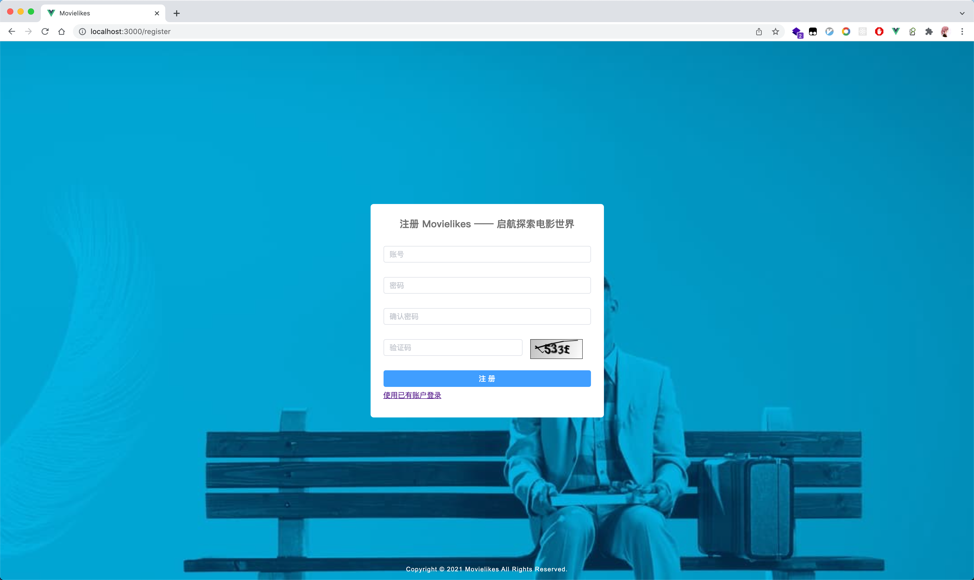 Movielikes
localhost:3000/register
注册 Movielikes —— 启航探索电影世界
账号
密码
确认密码
验证码
注 册
使用已有账户登录
Copyright © 2021 Movielikes All Rights Reserved.